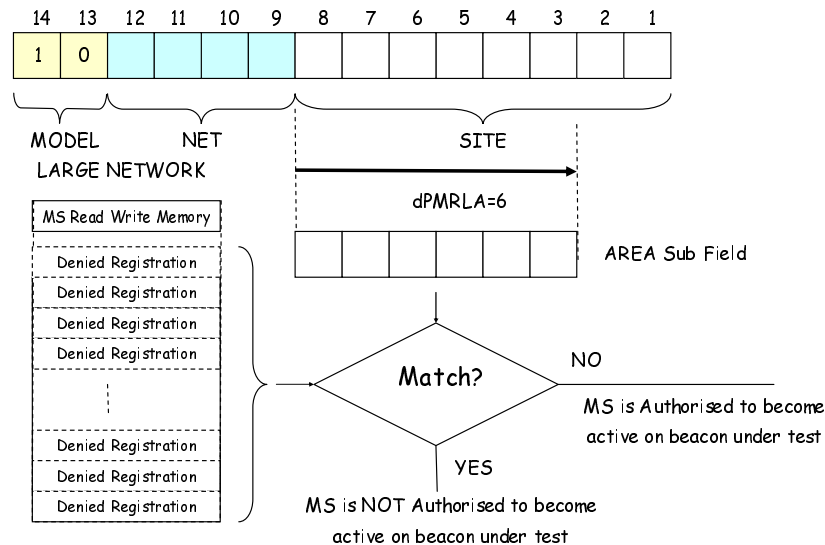 14 13 12 11 10 9 8 7 6 5 4 3 2 1
1 0
MODEL NET SITE
LARGE NETWORK
dPMRLA=6
MS Read Write Memory
AREA Sub Field
Denied Registration
Denied Registration
Denied Registration
Denied Registration
Match?
NO
MS is Authorised to become
active on beacon under test
Denied Registration
Denied Registration
Denied Registration
YES
MS is NOT Authorised to become
active on beacon under test